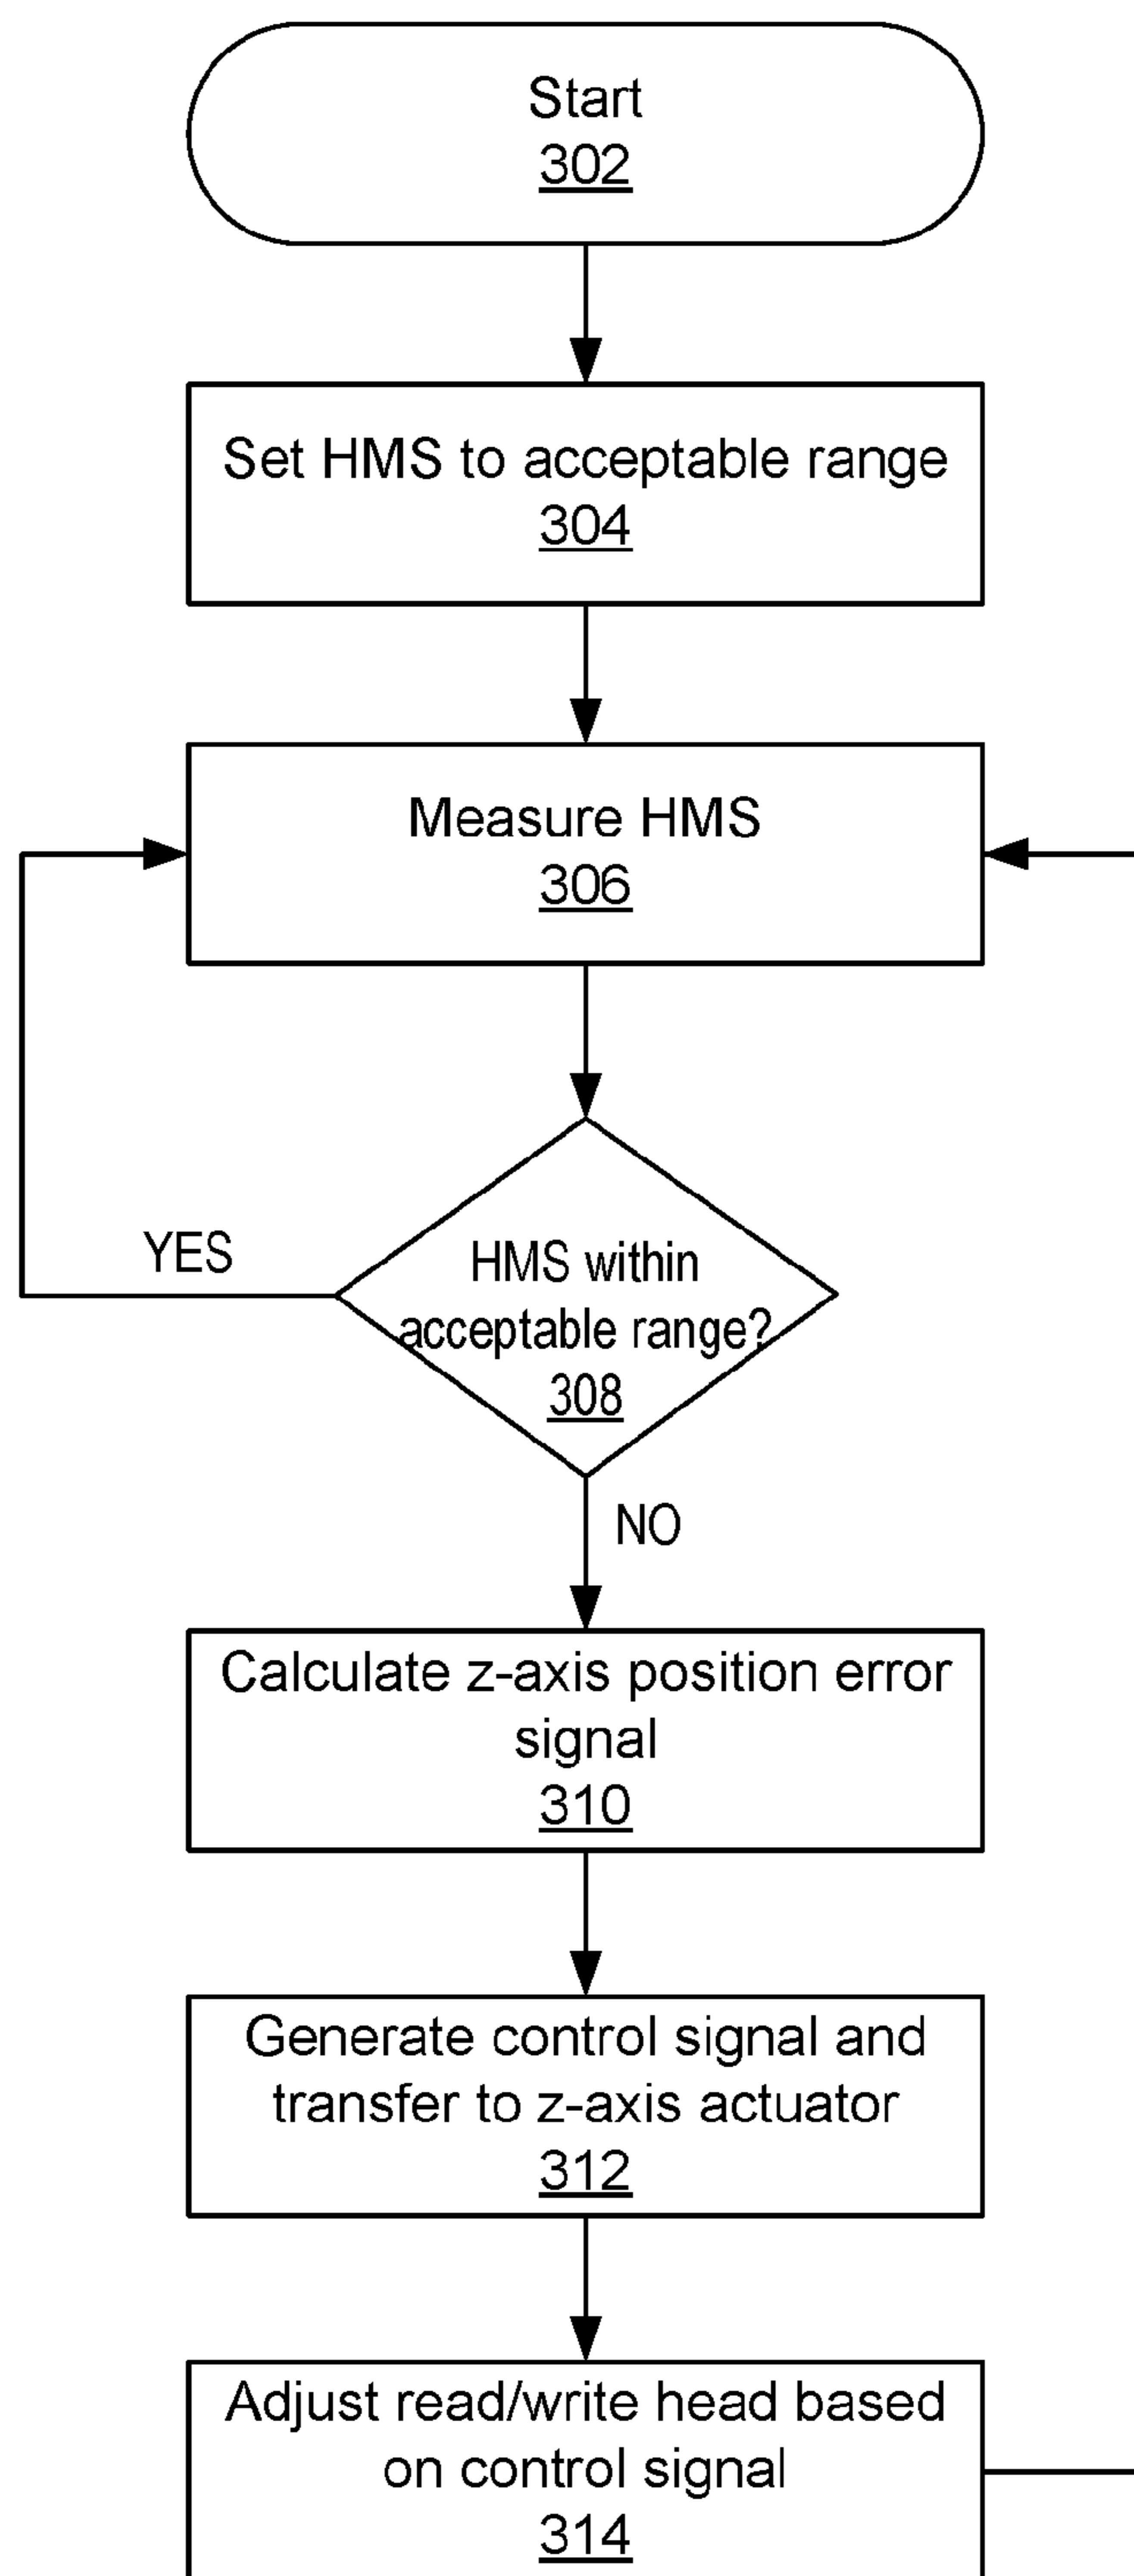 Start
302
Set HMS to acceptable range
304
Measure HMS
306
YES
HMS within
acceptable range?
308
NO
Calculate z-axis position error
signal
310
Generate control signal and
transfer to z-axis actuator
312
Adjust read/write head based
on control signal
314